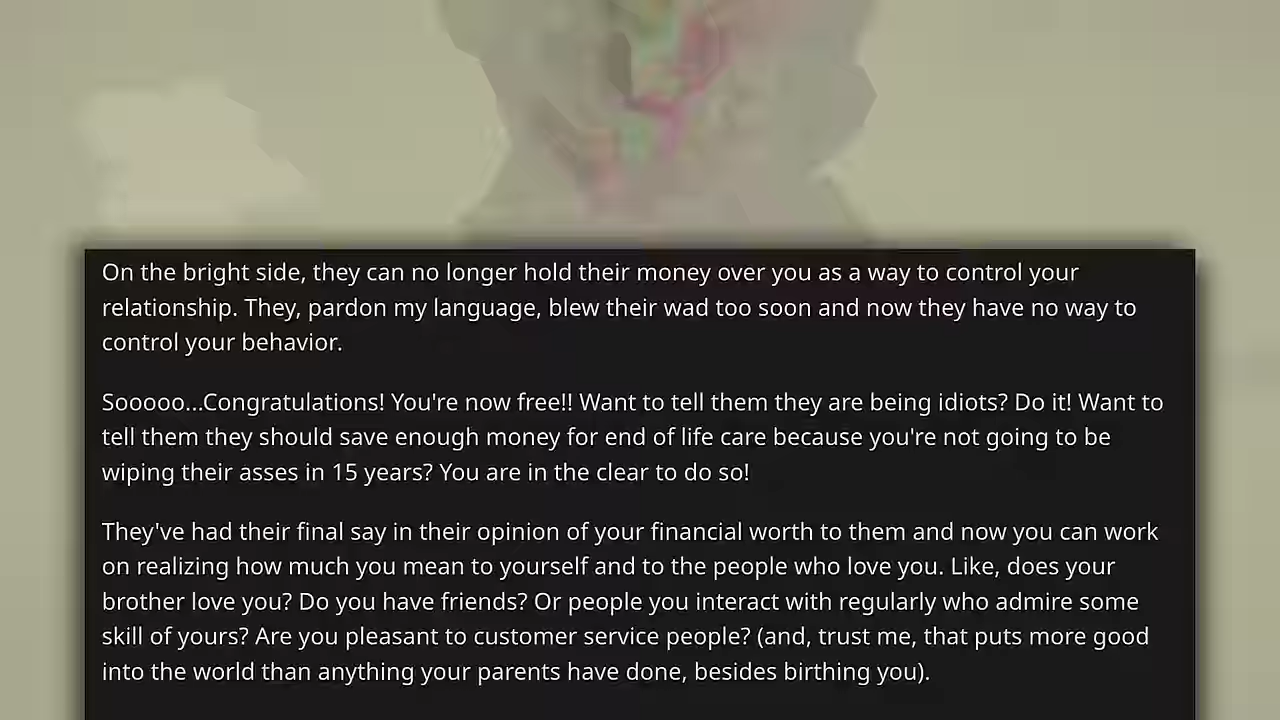 On the bright side, they can no longer hold their money over you as a way to control your
relationship. They, pardon my language, blew their wad too soon and now they have no way to
control your behavior.
Sooooo...Congratulations! You're now free!! Want to tell them they are being idiots? Do it! Want to
tell them they should save enough money for end of life care because you're not going to be
wiping their asses in 15 years? You are in the clear to do so!
They've had their final say in their opinion of your financial worth to them and now you can work
on realizing how much you mean to yourself and to the people who love you. Like, does your
brother love you? Do you have friends? Or people you interact with regularly who admire some
skill of yours? Are you pleasant to customer service people? (and, trust me, that puts more good
into the world than anything your parents have done, besides birthing you).